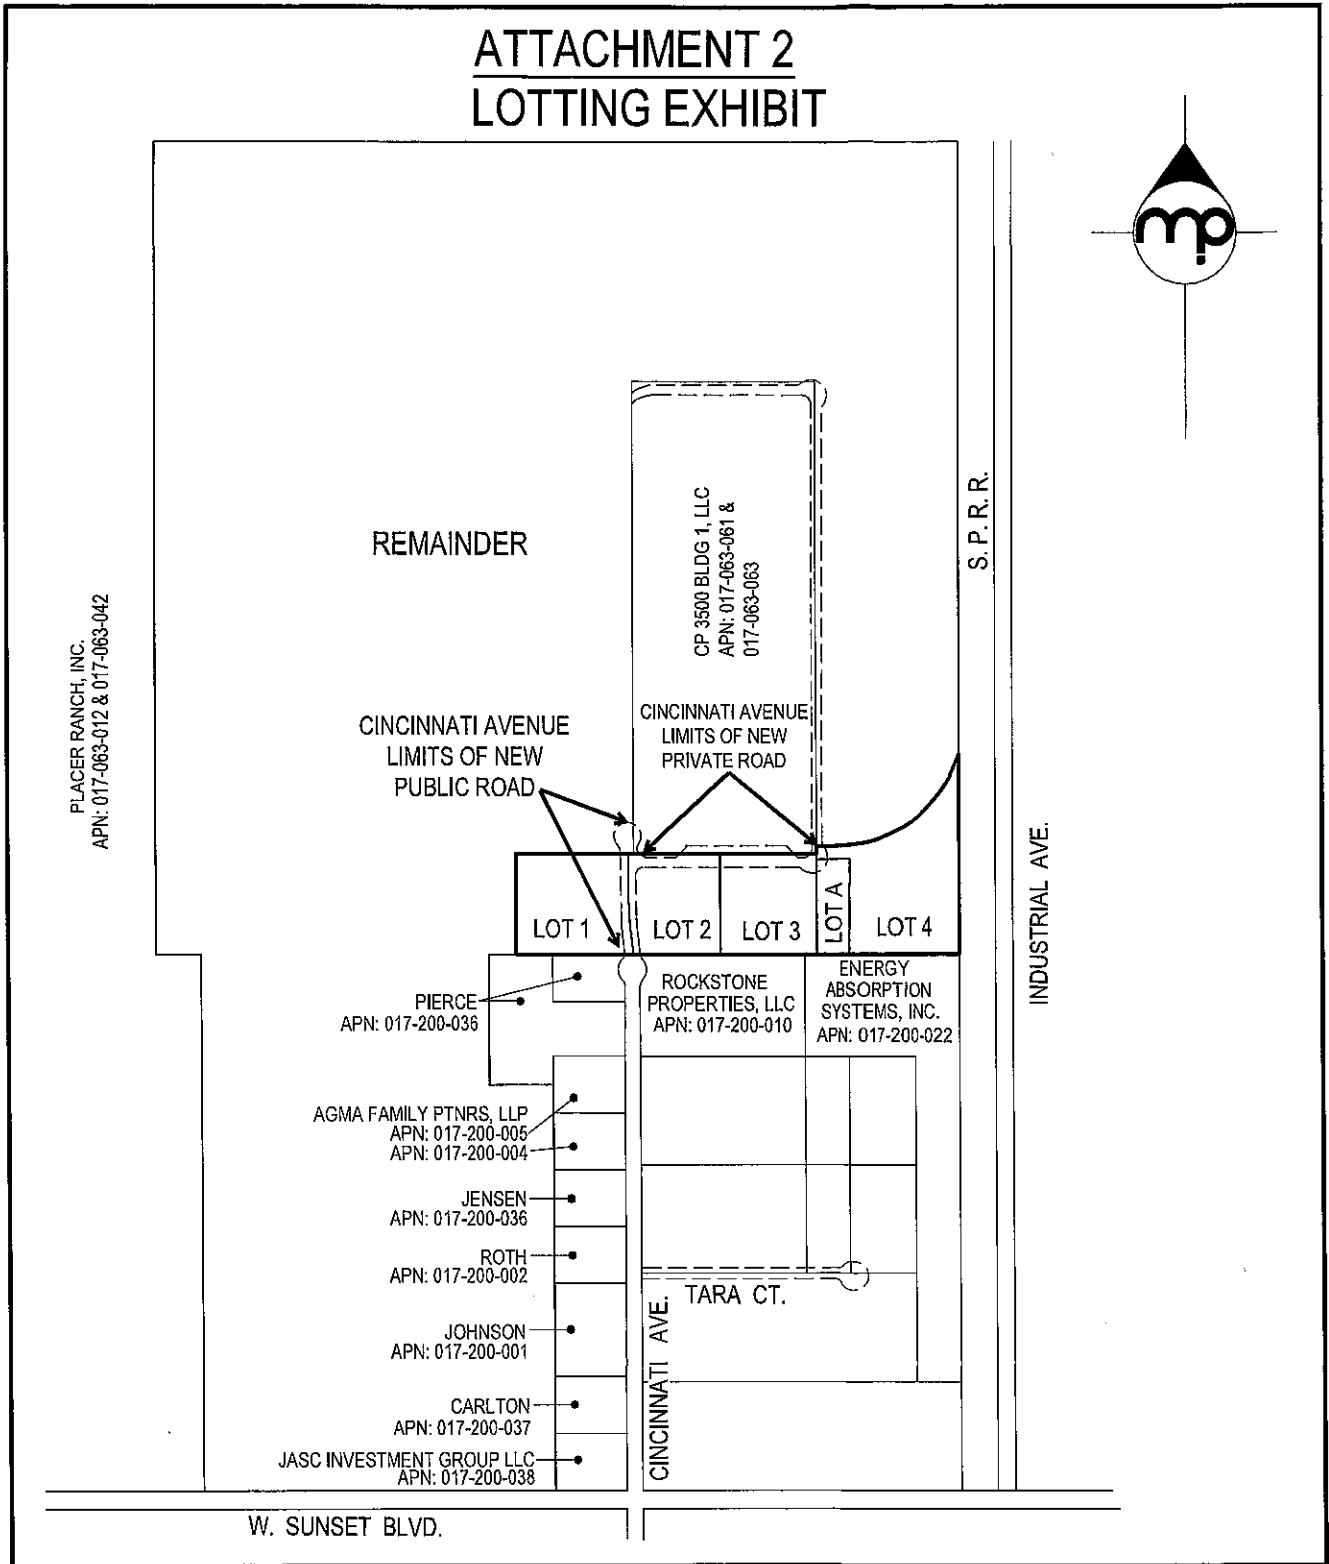 ATTACHMENT 2
LOTTING EXHIBIT
REMAINDER
CP 3500 BLDG 1, LLC
APN: 017-063-061 &
017-063-063
S.P.R.R.
PLACER RANCH, INC.
APN: 017-063-012 & 017-063-042
CINCINNATI AVENUE
LIMITS OF NEW
PUBLIC ROAD
CINCINNATI AVENUE
LIMITS OF NEW
PRIVATE ROAD
INDUSTRIAL AVE.
LOT 1
LOT 2
LOT 3
LOT A
LOT 4
PIERCE
APN: 017-200-036
ROCKSTONE
PROPERTIES, LLC
APN: 017-200-010
ENERGY
ABSORPTION
SYSTEMS, INC.
APN: 017-200-022
AGMA FAMILY PTNRS, LLP
APN: 017-200-005
APN: 017-200-004
JENSEN
APN: 017-200-036
ROTH
APN: 017-200-002
TARA CT.
JOHNSON
APN: 017-200-001
CINCINNATI AVE.
CARLTON
APN: 017-200-037
JASC INVESTMENT GROUP LLC
APN: 017-200-038
W. SUNSET BLVD.